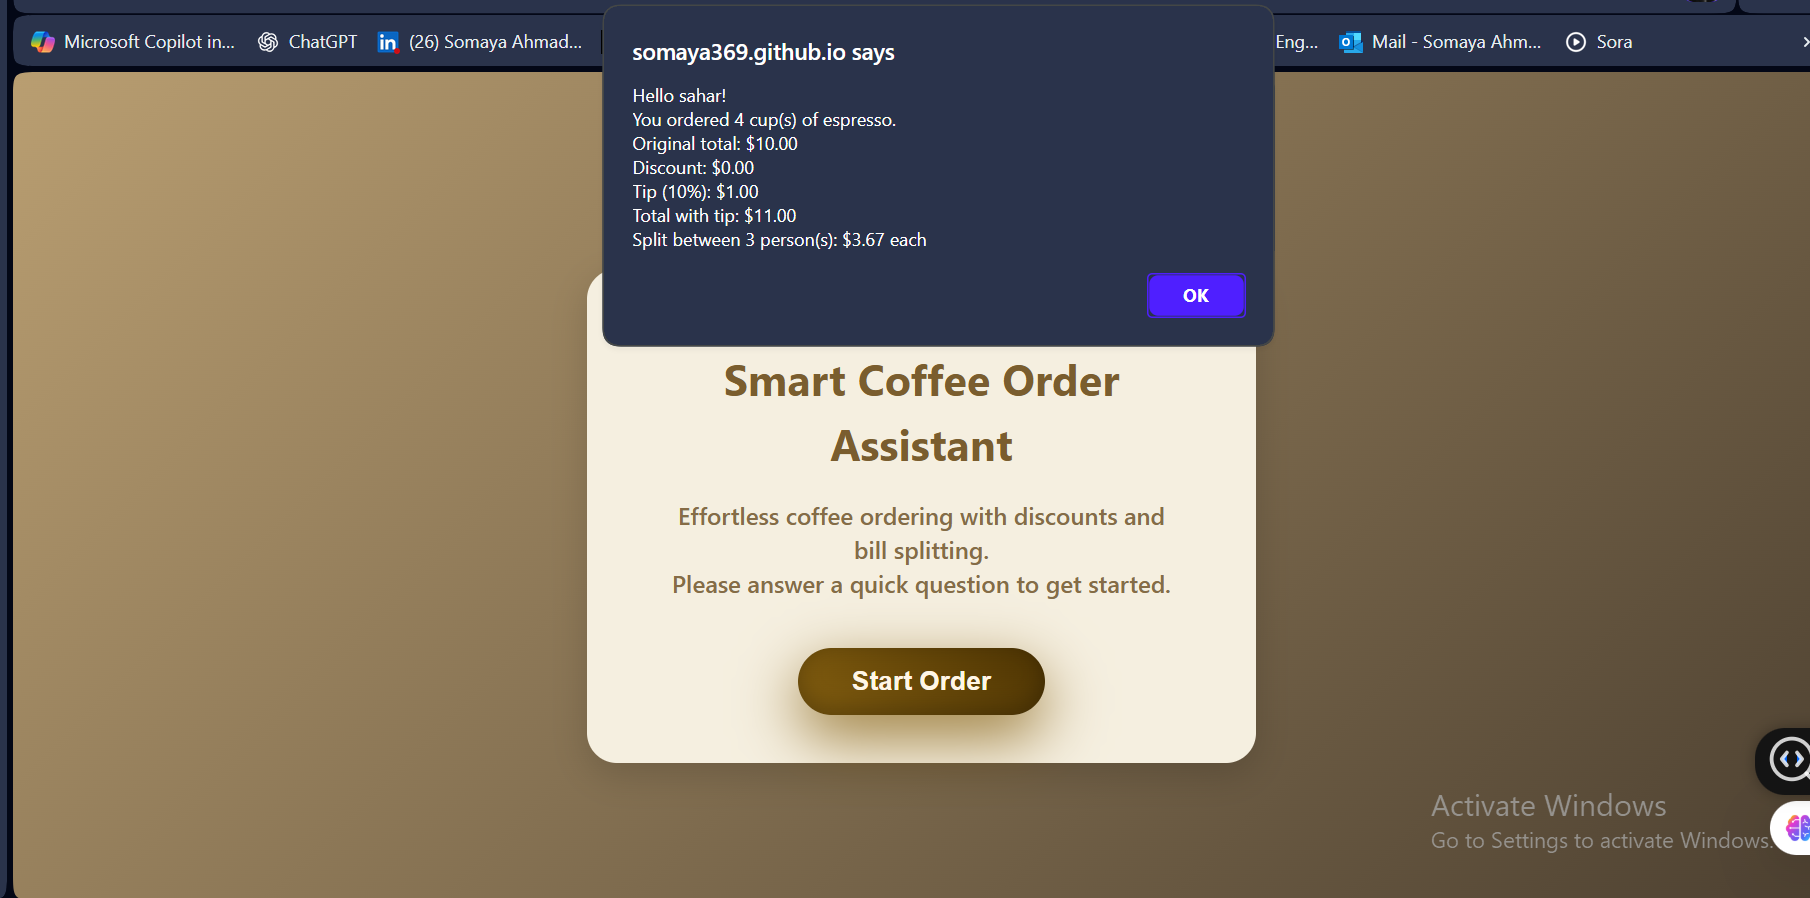 Microsoft Copilot in...
ChatGPT
in
(26) Somaya Ahmad...
Eng...
Mail - Somaya Ahm...
Sora
somaya369.github.io says
Hello sahar!
You ordered 4 cup(s) of espresso.
Original total: $10.00
Discount: $0.00
Tip (10%): $1.00
Total with tip: $11.00
Split between 3 person(s): $3.67 each
OK
Smart Coffee Order
Assistant
Effortless coffee ordering with discounts and
bill splitting.
Please answer a quick question to get started.
Start Order
Activate Windows
Go to Settings to activate Windows.